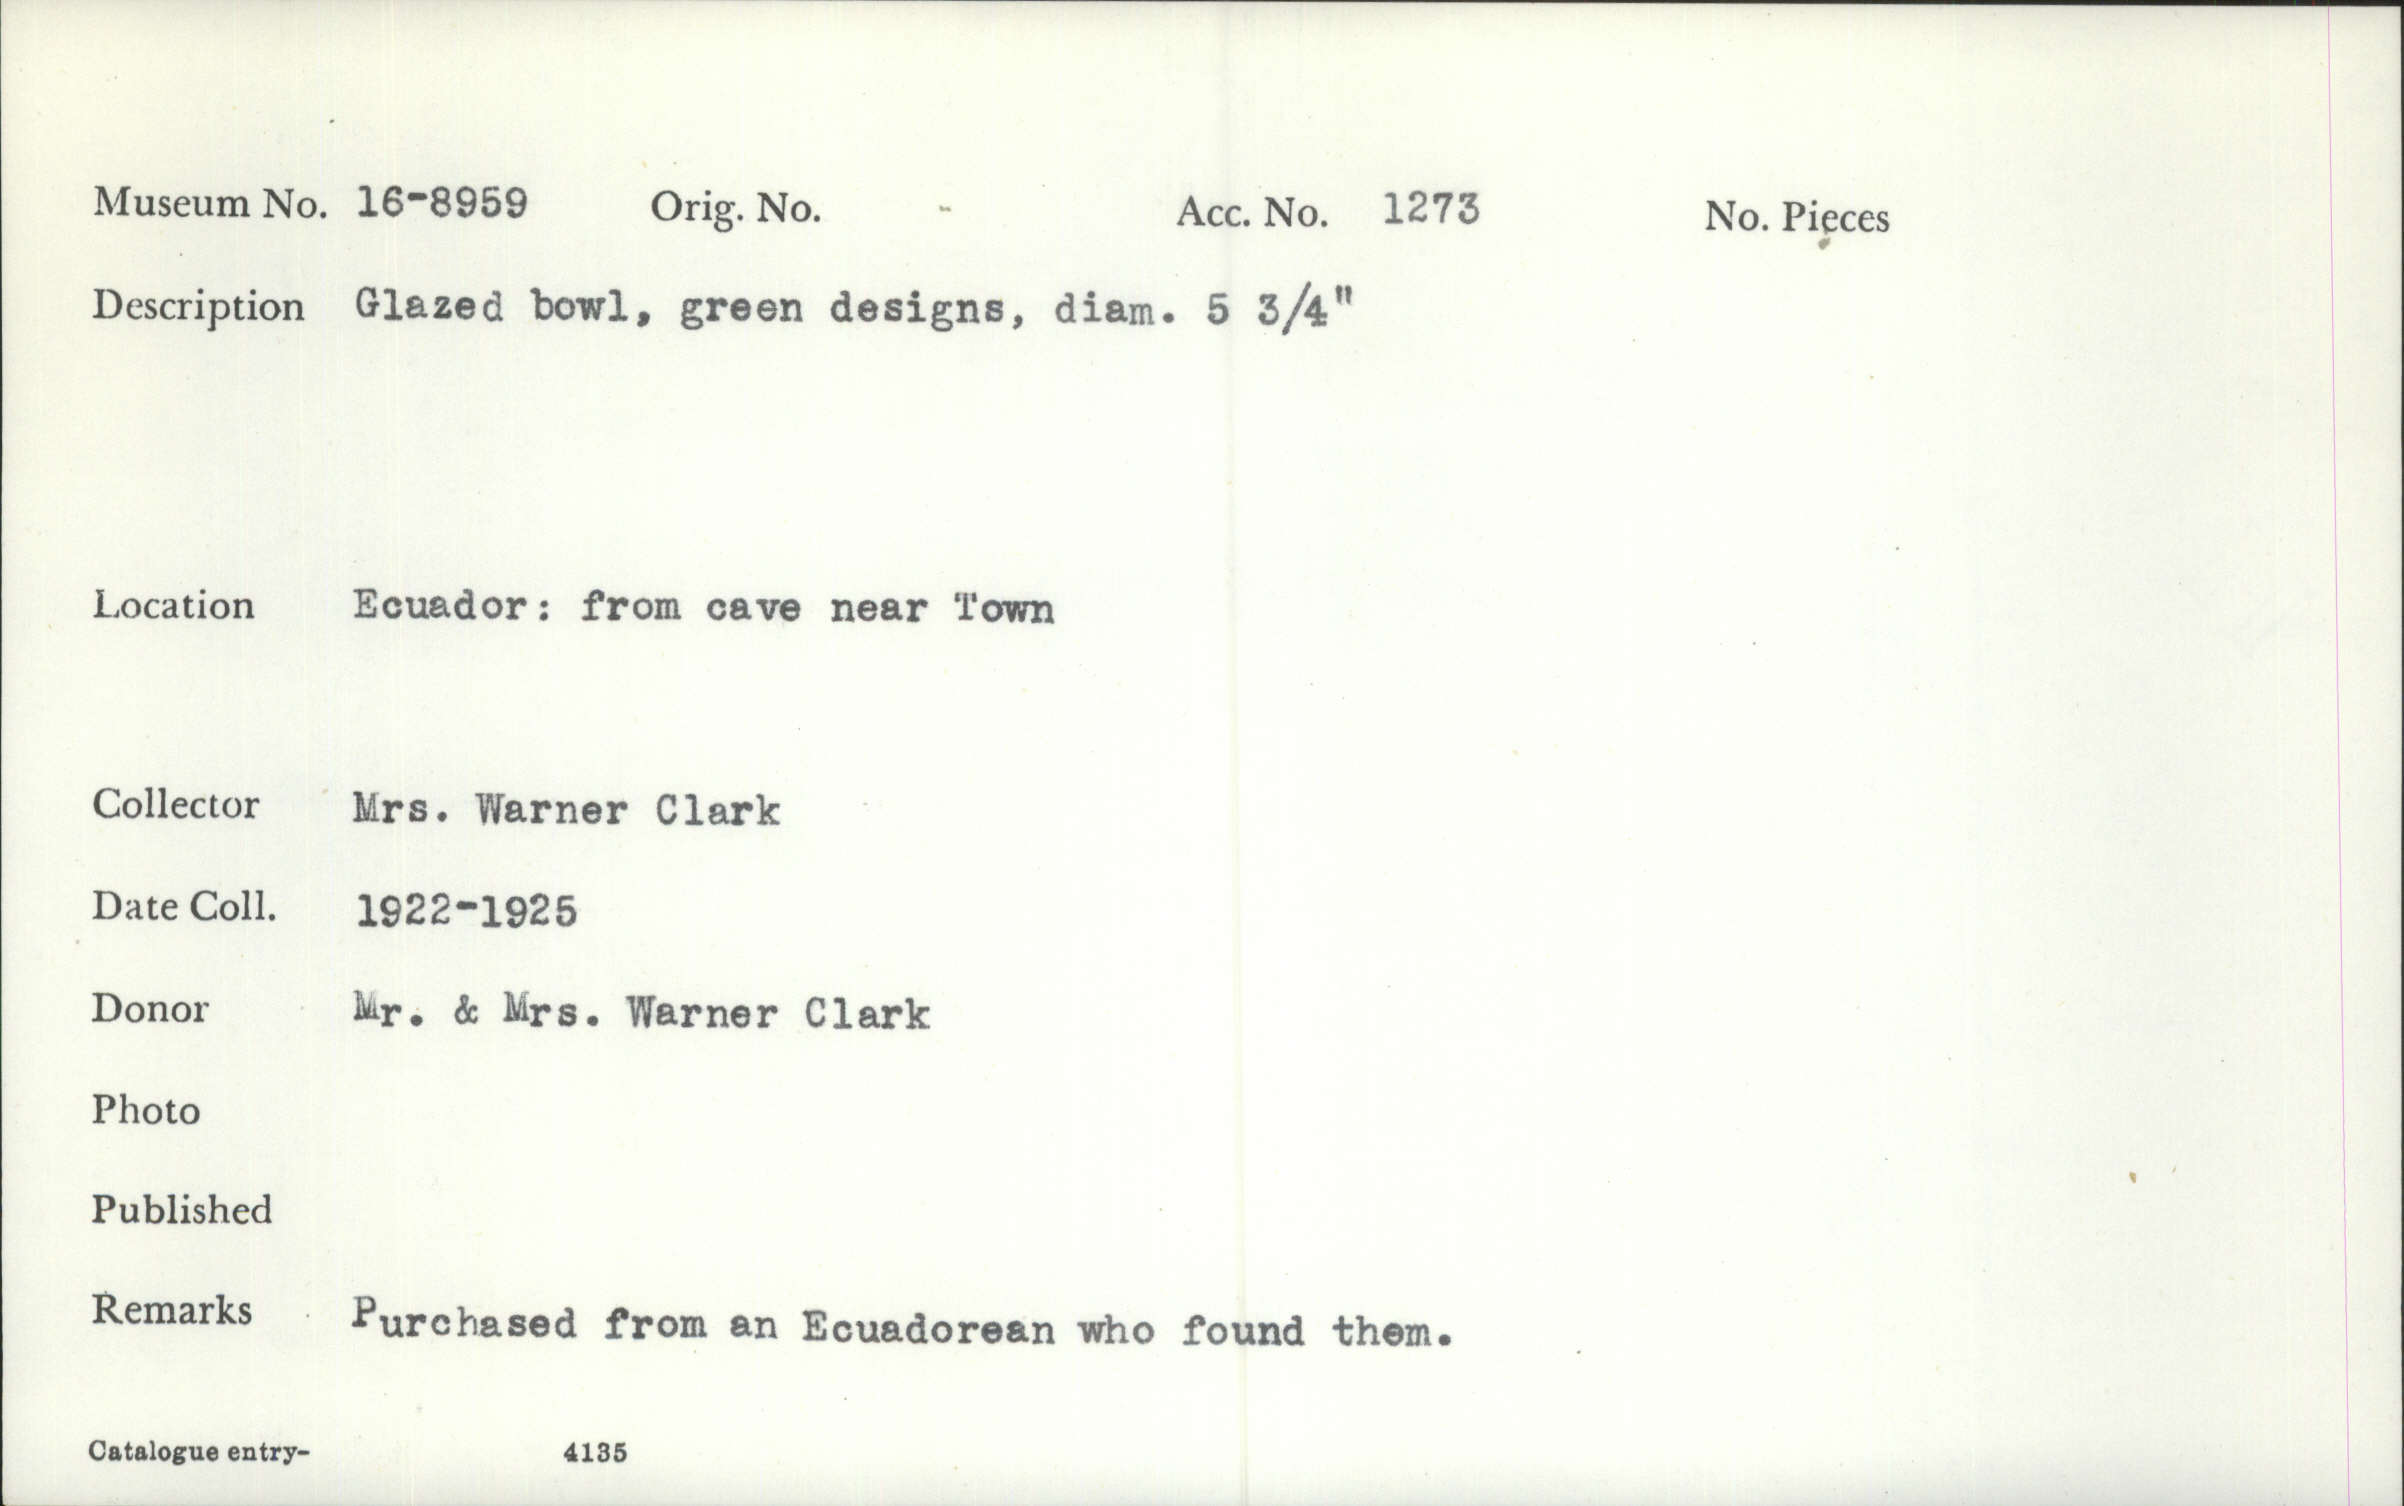 Museum No. 16-8959 Orig. No. Acc. No. 1273 No. Pieces
Description Glazed bowl, green designs, diam. 5 3/4"
Location Ecuador: from cave near Town
Collector Mrs. Warner Clark
Date Coll. 1922-1925
Donor Mr. & Mrs. Warner Clark
Photo
Published
Remarks Purchased from an Ecuadorean who found them.
Catalogue entry- 4135